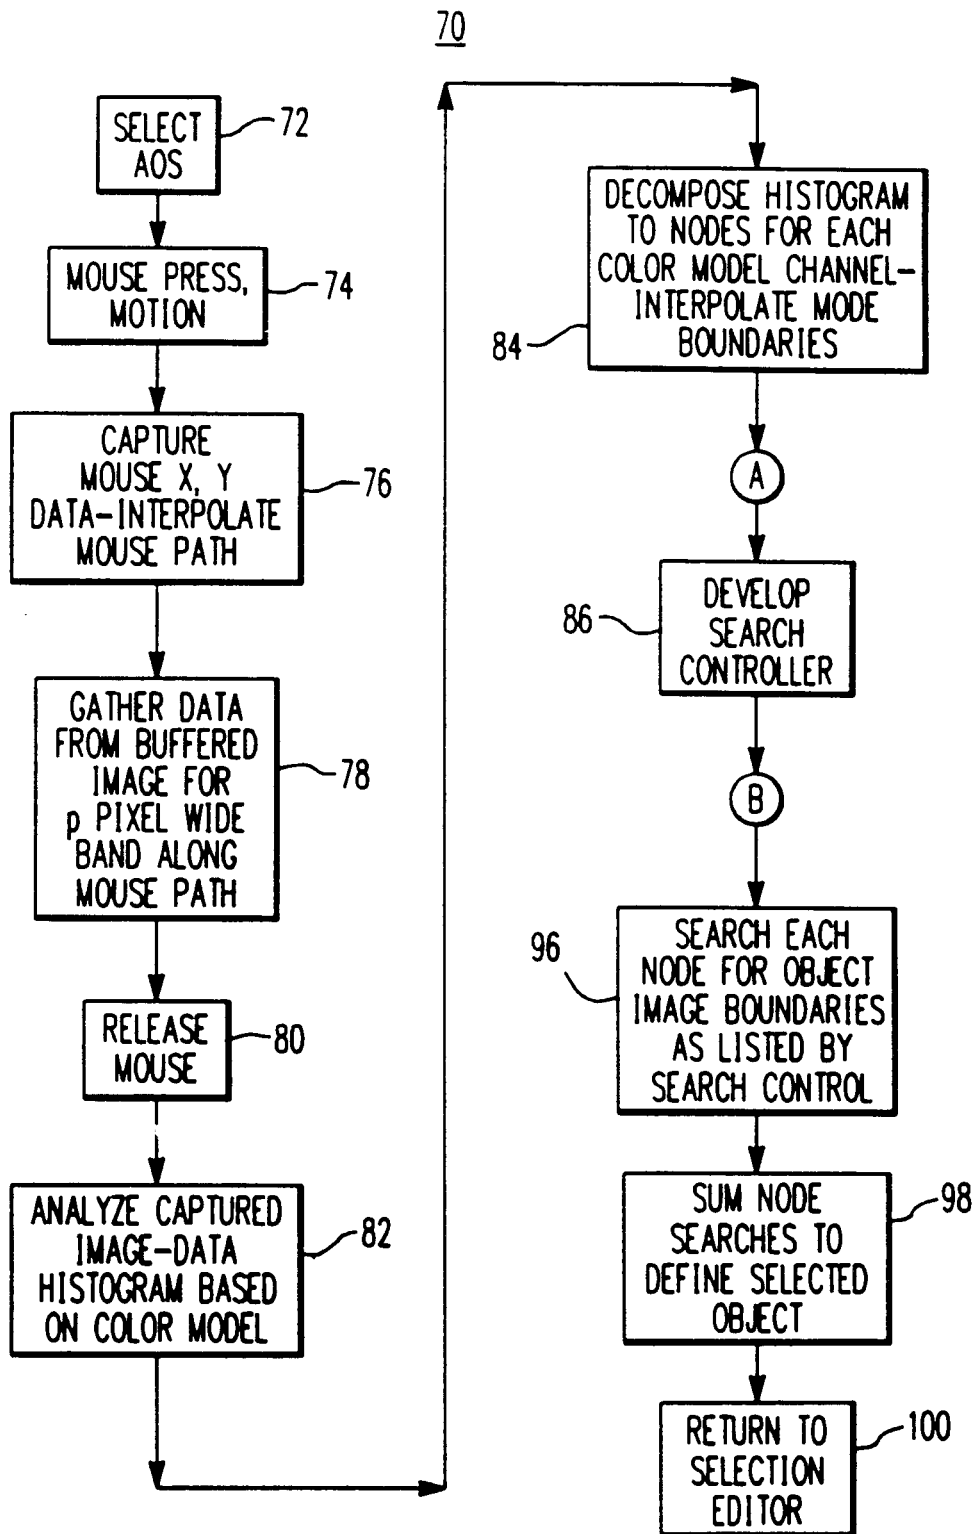 70
SELECT
AOS
72
MOUSE PRESS,
MOTION
74
CAPTURE
MOUSE X, Y
DATA-INTERPOLATE
MOUSE PATH
76
GATHER DATA
FROM BUFFERED
IMAGE FOR
p PIXEL WIDE
BAND ALONG
MOUSE PATH
78
RELEASE
MOUSE
80
ANALYZE CAPTURED
IMAGE-DATA
HISTOGRAM BASED
ON COLOR MODEL
82
DECOMPOSE HISTOGRAM
TO NODES FOR EACH
COLOR MODEL CHANNEL-
INTERPOLATE MODE
BOUNDARIES
84
A
DEVELOP
SEARCH
CONTROLLER
86
B
SEARCH EACH
NODE FOR OBJECT
IMAGE BOUNDARIES
AS LISTED BY
SEARCH CONTROL
96
SUM NODE
SEARCHES TO
DEFINE SELECTED
OBJECT
98
RETURN TO
SELECTION
EDITOR
100